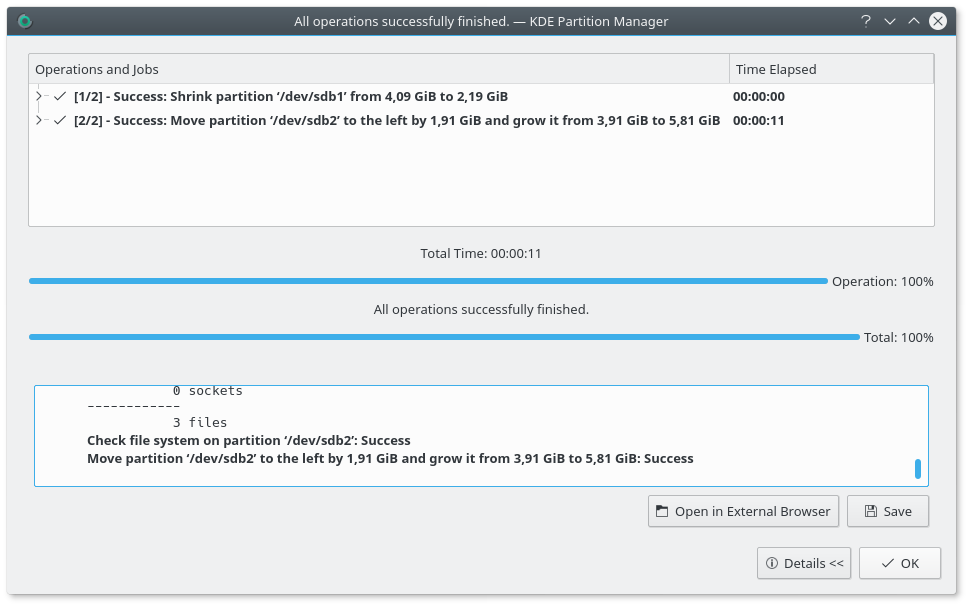 All operations successfully finished. — KDE Partition Manager
?
Operations and Jobs Time Elapsed
[1/2] - Success: Shrink partition ‘/dev/sdb1’ from 4,09 GiB to 2,19 GiB 00:00:00
[2/2] - Success: Move partition ‘/dev/sdb2’ to the left by 1,91 GiB and grow it from 3,91 GiB to 5,81 GiB 00:00:11
Total Time: 00:00:11
Operation: 100%
All operations successfully finished.
Total: 100%
0 sockets
------------
3 files
Check file system on partition ‘/dev/sdb2’: Success
Move partition ‘/dev/sdb2’ to the left by 1,91 GiB and grow it from 3,91 GiB to 5,81 GiB: Success
Open in External Browser Save
Details << OK